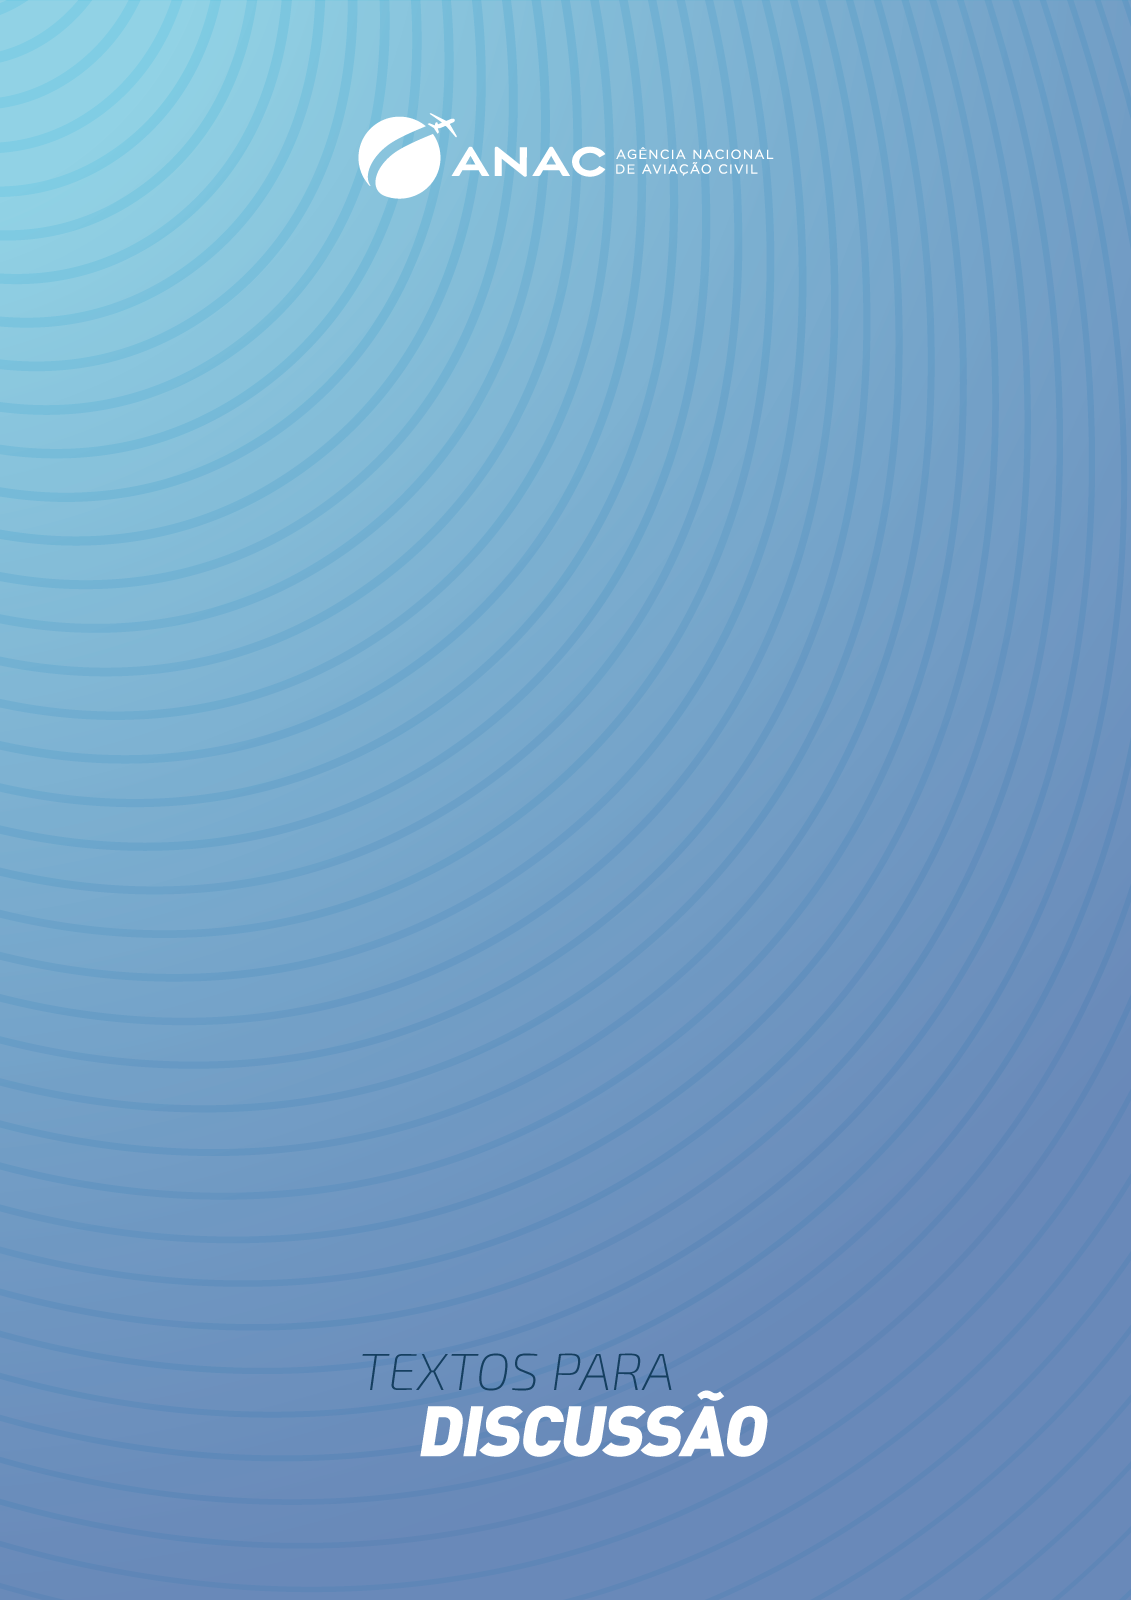 ANAC
AGÊNCIA NACIONAL
DE AVIAÇÃO CIVIL
TEXTOS PARA
DISCUSSÃO